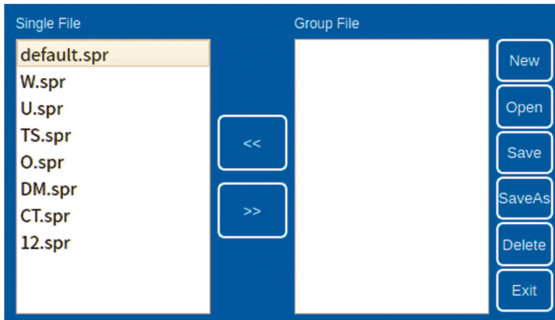 Single File
default.spr
W.spr
U.spr
TS.spr
O.spr
DM.spr
CT.spr
12.spr
<<
>>
Group File
New
Open
Save
SaveAs
Delete
Exit